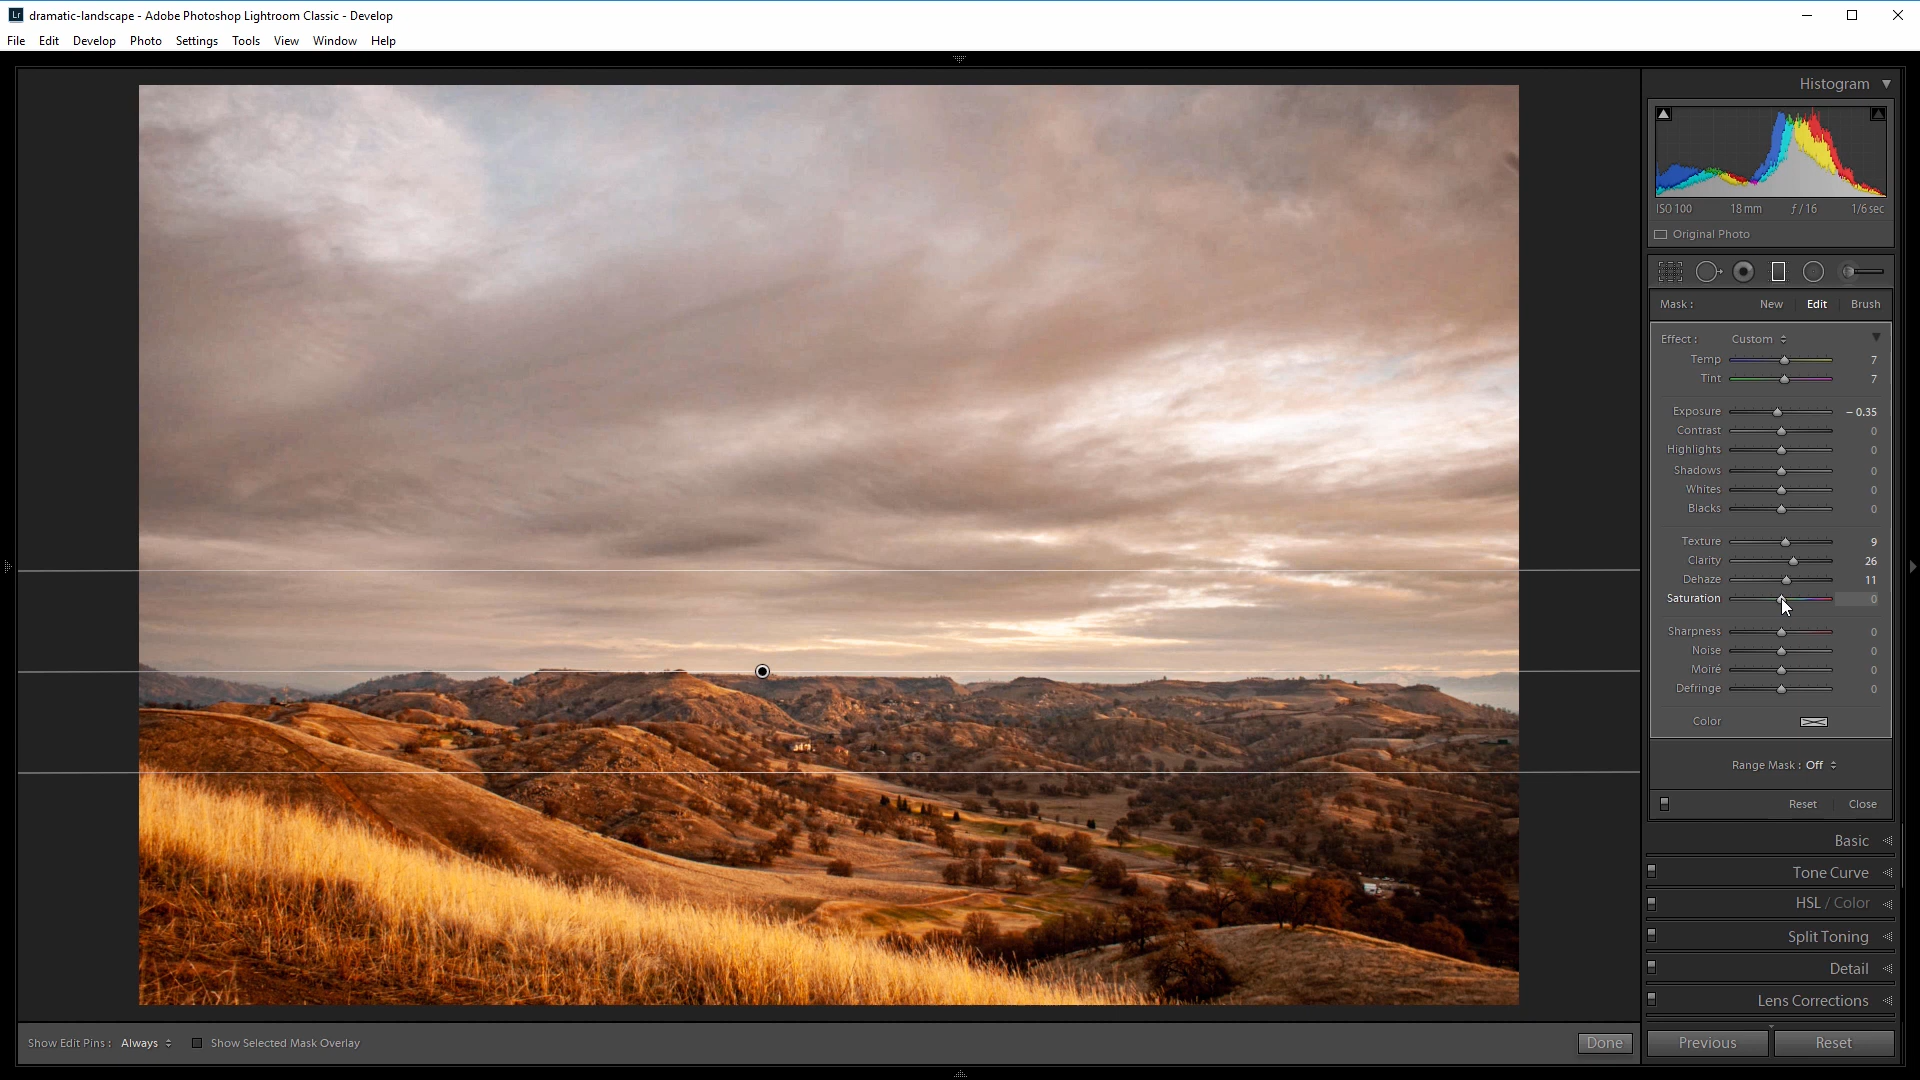 Lr dramatic-landscape - Adobe Photoshop Lightroom Classic - Develop
File Edit Develop Photo Settings Tools View Window Help
Histogram
ISO 100 18 mm ƒ / 16 1/6 sec
Original Photo
Mask : New Edit Brush
Effect : Custom
Temp 7
Tint 7
Exposure – 0.35
Contrast 0
Highlights 0
Shadows 0
Whites 0
Blacks 0
Texture 9
Clarity 26
Dehaze 11
Saturation 0
Sharpness 0
Noise 0
Moiré 0
Defringe 0
Color
Range Mask : Off
Reset Close
Basic
Tone Curve
HSL / Color
Split Toning
Detail
Lens Corrections
Show Edit Pins : Always Show Selected Mask Overlay Done Previous Reset